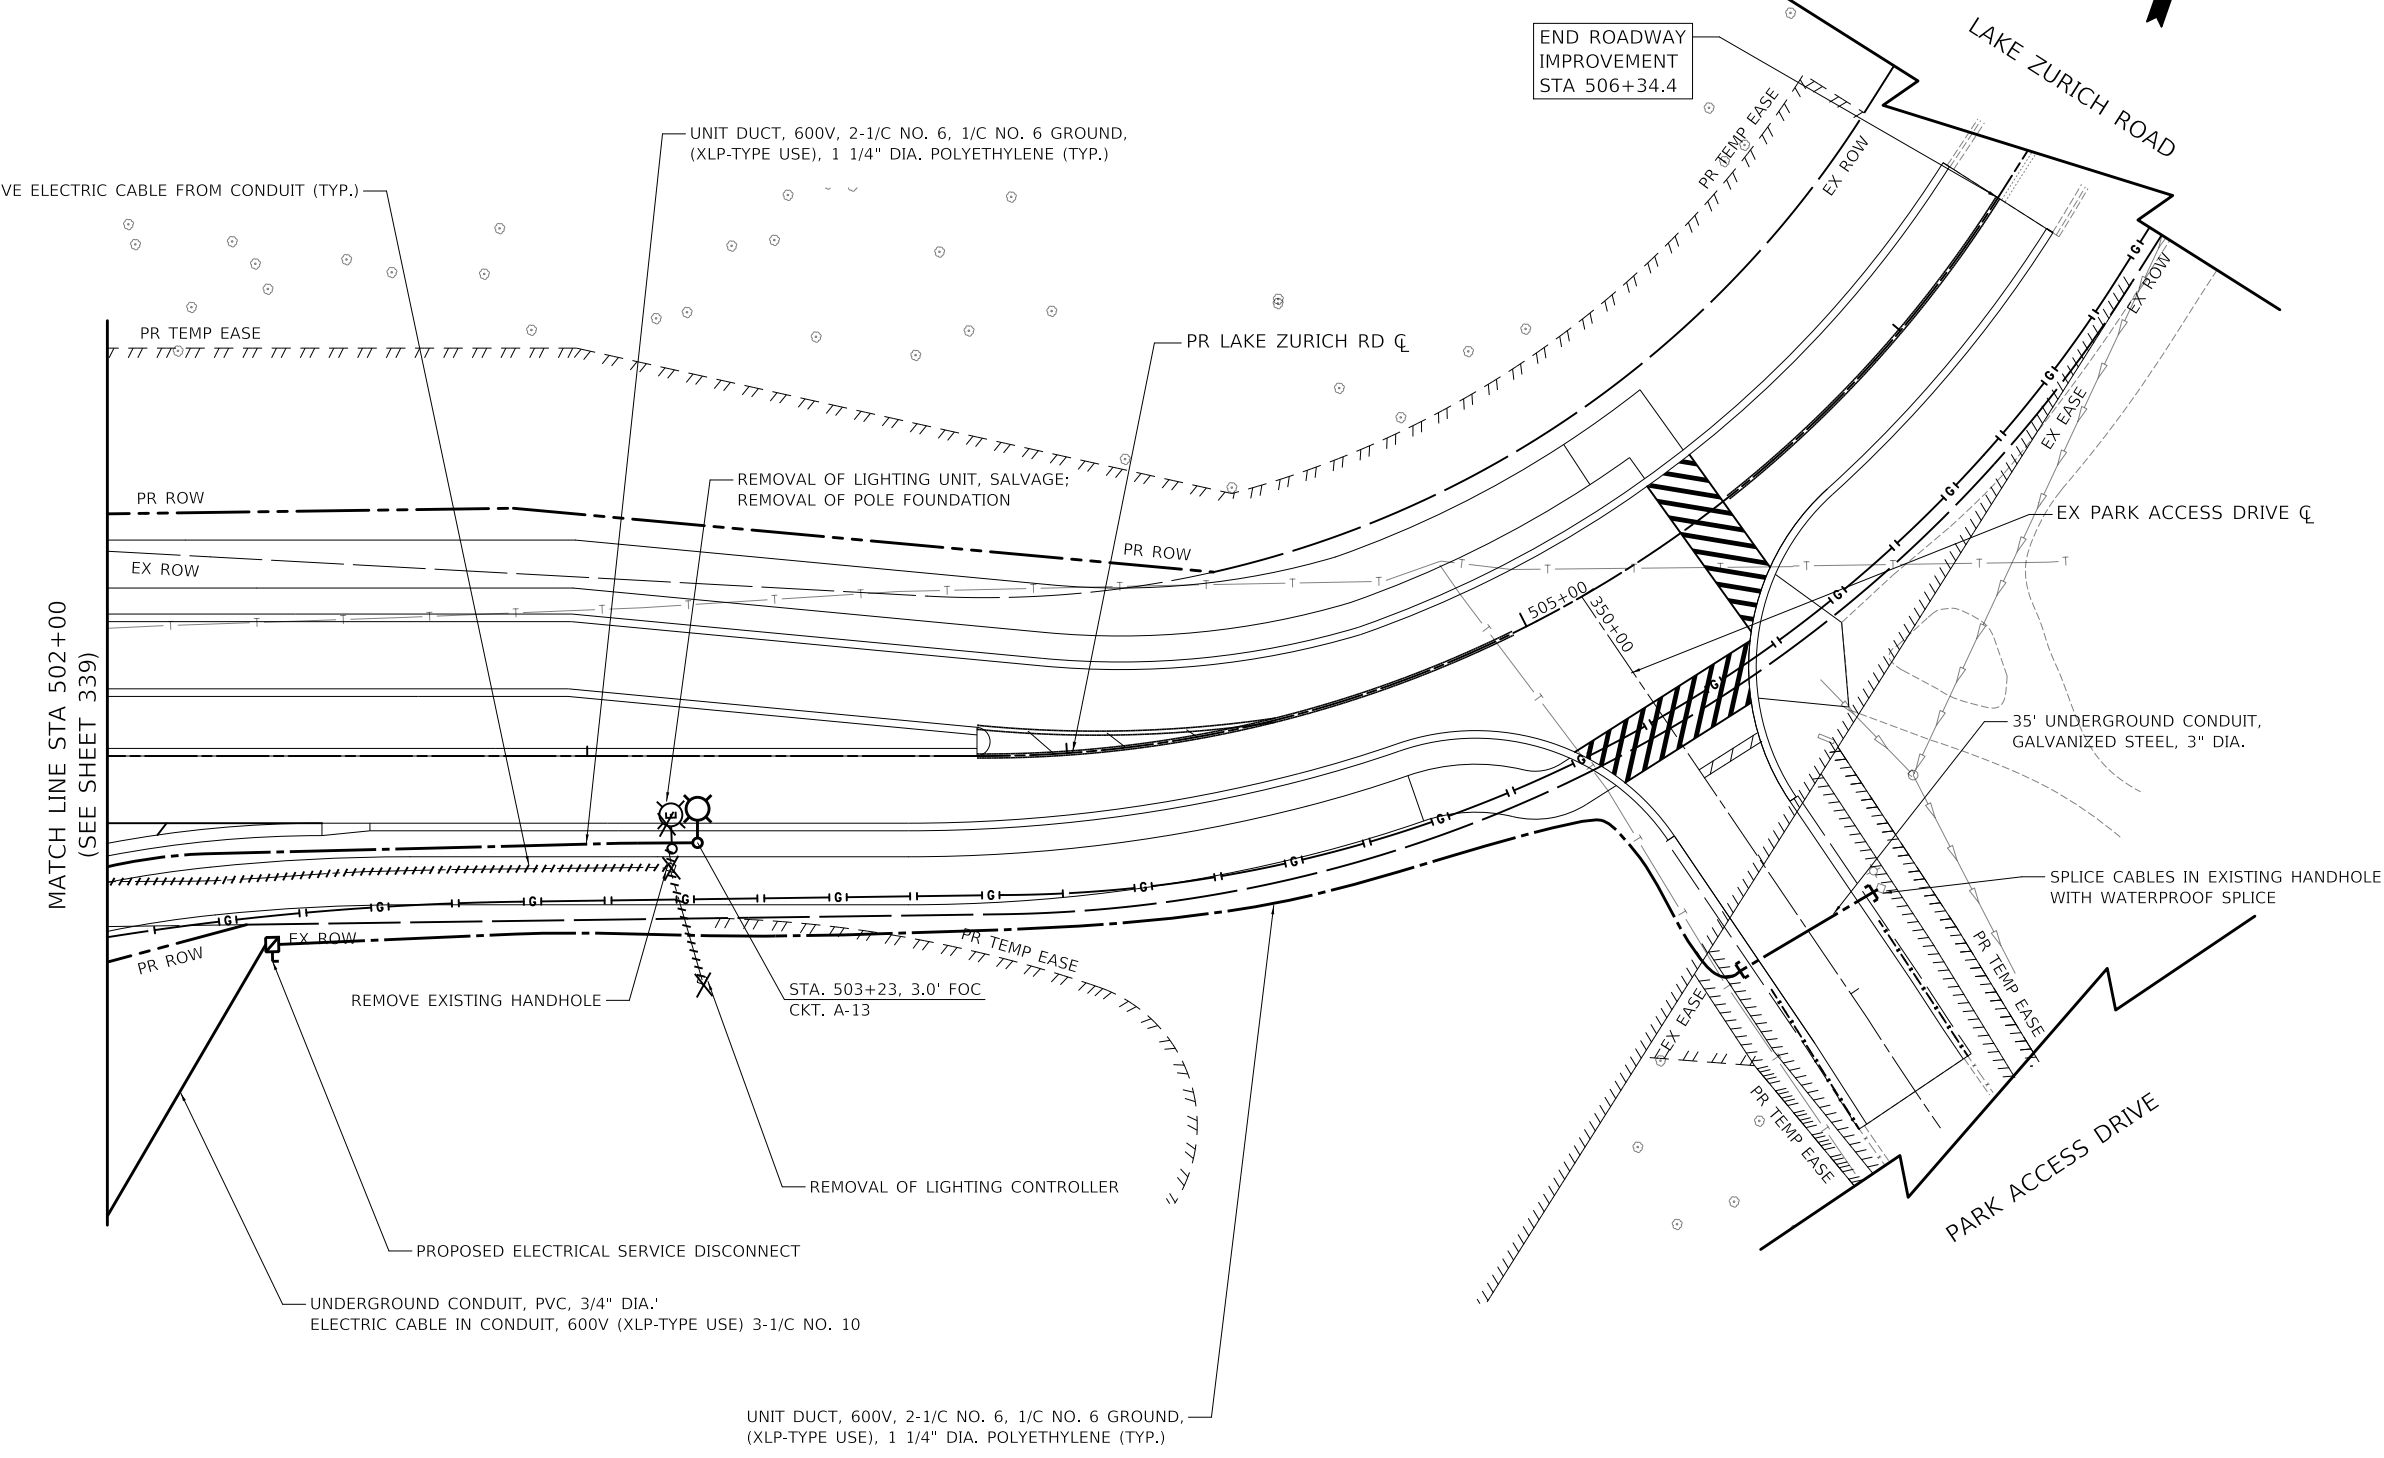 END ROADWAY
IMPROVEMENT
STA 506+34.4
LAKE ZURICH ROAD
UNIT DUCT, 600V, 2-1/C NO. 6, 1/C NO. 6 GROUND,
(XLP-TYPE USE), 1 1/4" DIA. POLYETHYLENE (TYP.)
VE ELECTRIC CABLE FROM CONDUIT (TYP.)
PR TEMP EASE
EX ROW
EX ROW
PR TEMP EASE
PR LAKE ZURICH RD ℄
EX EASE
REMOVAL OF LIGHTING UNIT, SALVAGE;
REMOVAL OF POLE FOUNDATION
PR ROW
EX PARK ACCESS DRIVE ℄
PR ROW
EX ROW
505+00
350+00
MATCH LINE STA 502+00
(SEE SHEET 339)
35' UNDERGROUND CONDUIT,
GALVANIZED STEEL, 3" DIA.
SPLICE CABLES IN EXISTING HANDHOLE
WITH WATERPROOF SPLICE
EX ROW
PR ROW
PR TEMP EASE
PR TEMP EASE
REMOVE EXISTING HANDHOLE
STA. 503+23, 3.0' FOC
CKT. A-13
EX EASE
PR TEMP EASE
PARK ACCESS DRIVE
REMOVAL OF LIGHTING CONTROLLER
PROPOSED ELECTRICAL SERVICE DISCONNECT
UNDERGROUND CONDUIT, PVC, 3/4" DIA.'
ELECTRIC CABLE IN CONDUIT, 600V (XLP-TYPE USE) 3-1/C NO. 10
UNIT DUCT, 600V, 2-1/C NO. 6, 1/C NO. 6 GROUND,
(XLP-TYPE USE), 1 1/4" DIA. POLYETHYLENE (TYP.)